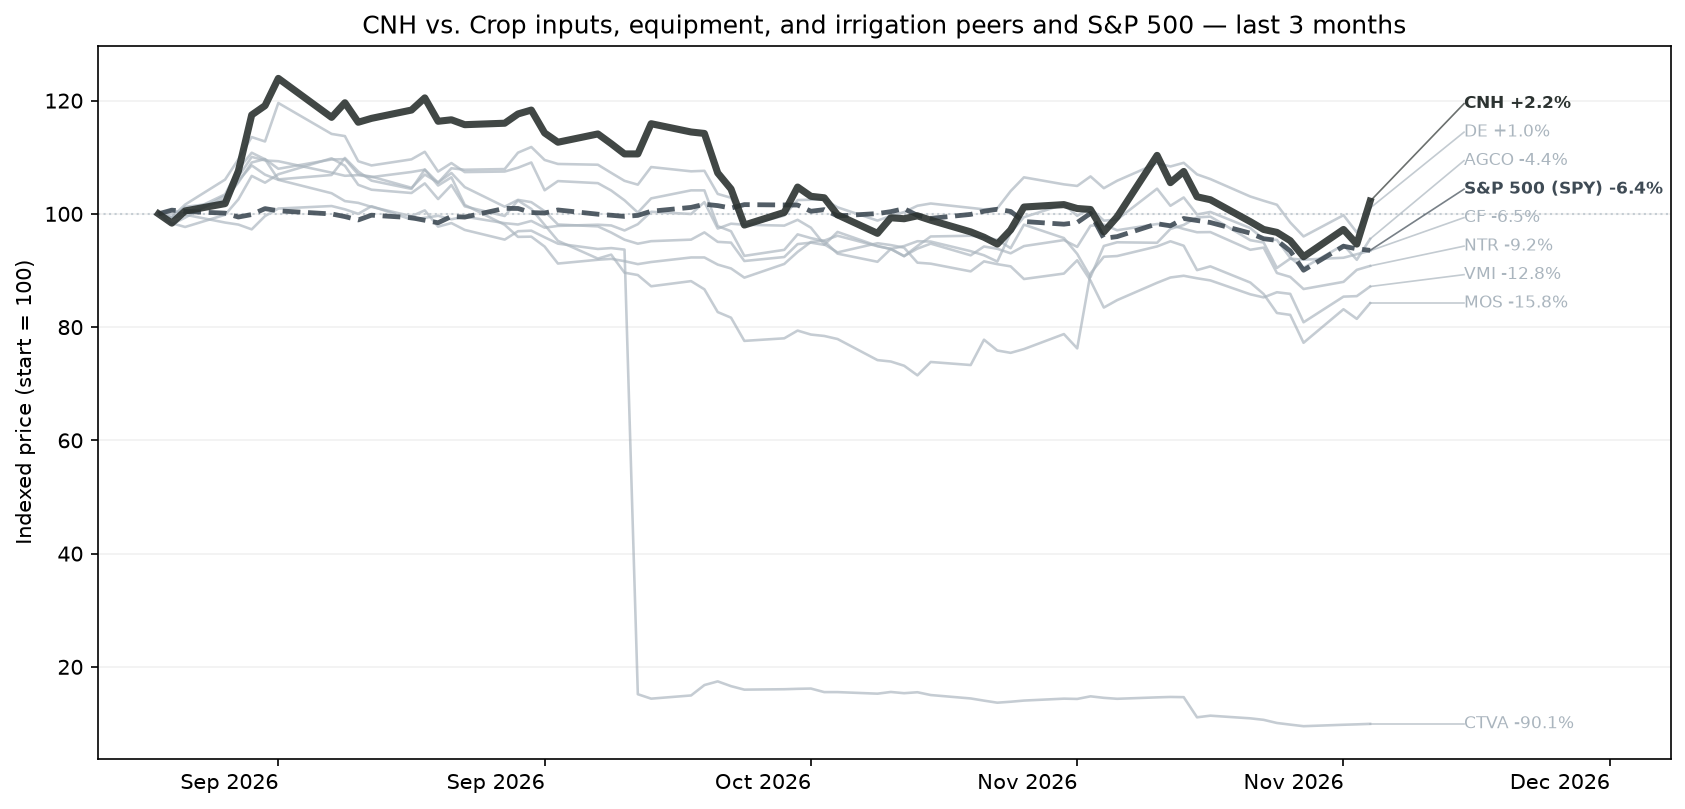 CNH vs. Crop inputs, equipment, and irrigation peers and S&P 500 — last 3 months
Indexed price (start = 100)
120
100
80
60
40
20
CNH +2.2%
DE +1.0%
AGCO -4.4%
S&P 500 (SPY) -6.4%
CF -6.5%
NTR -9.2%
VMI -12.8%
MOS -15.8%
CTVA -90.1%
Sep 2026
Sep 2026
Oct 2026
Nov 2026
Nov 2026
Dec 2026